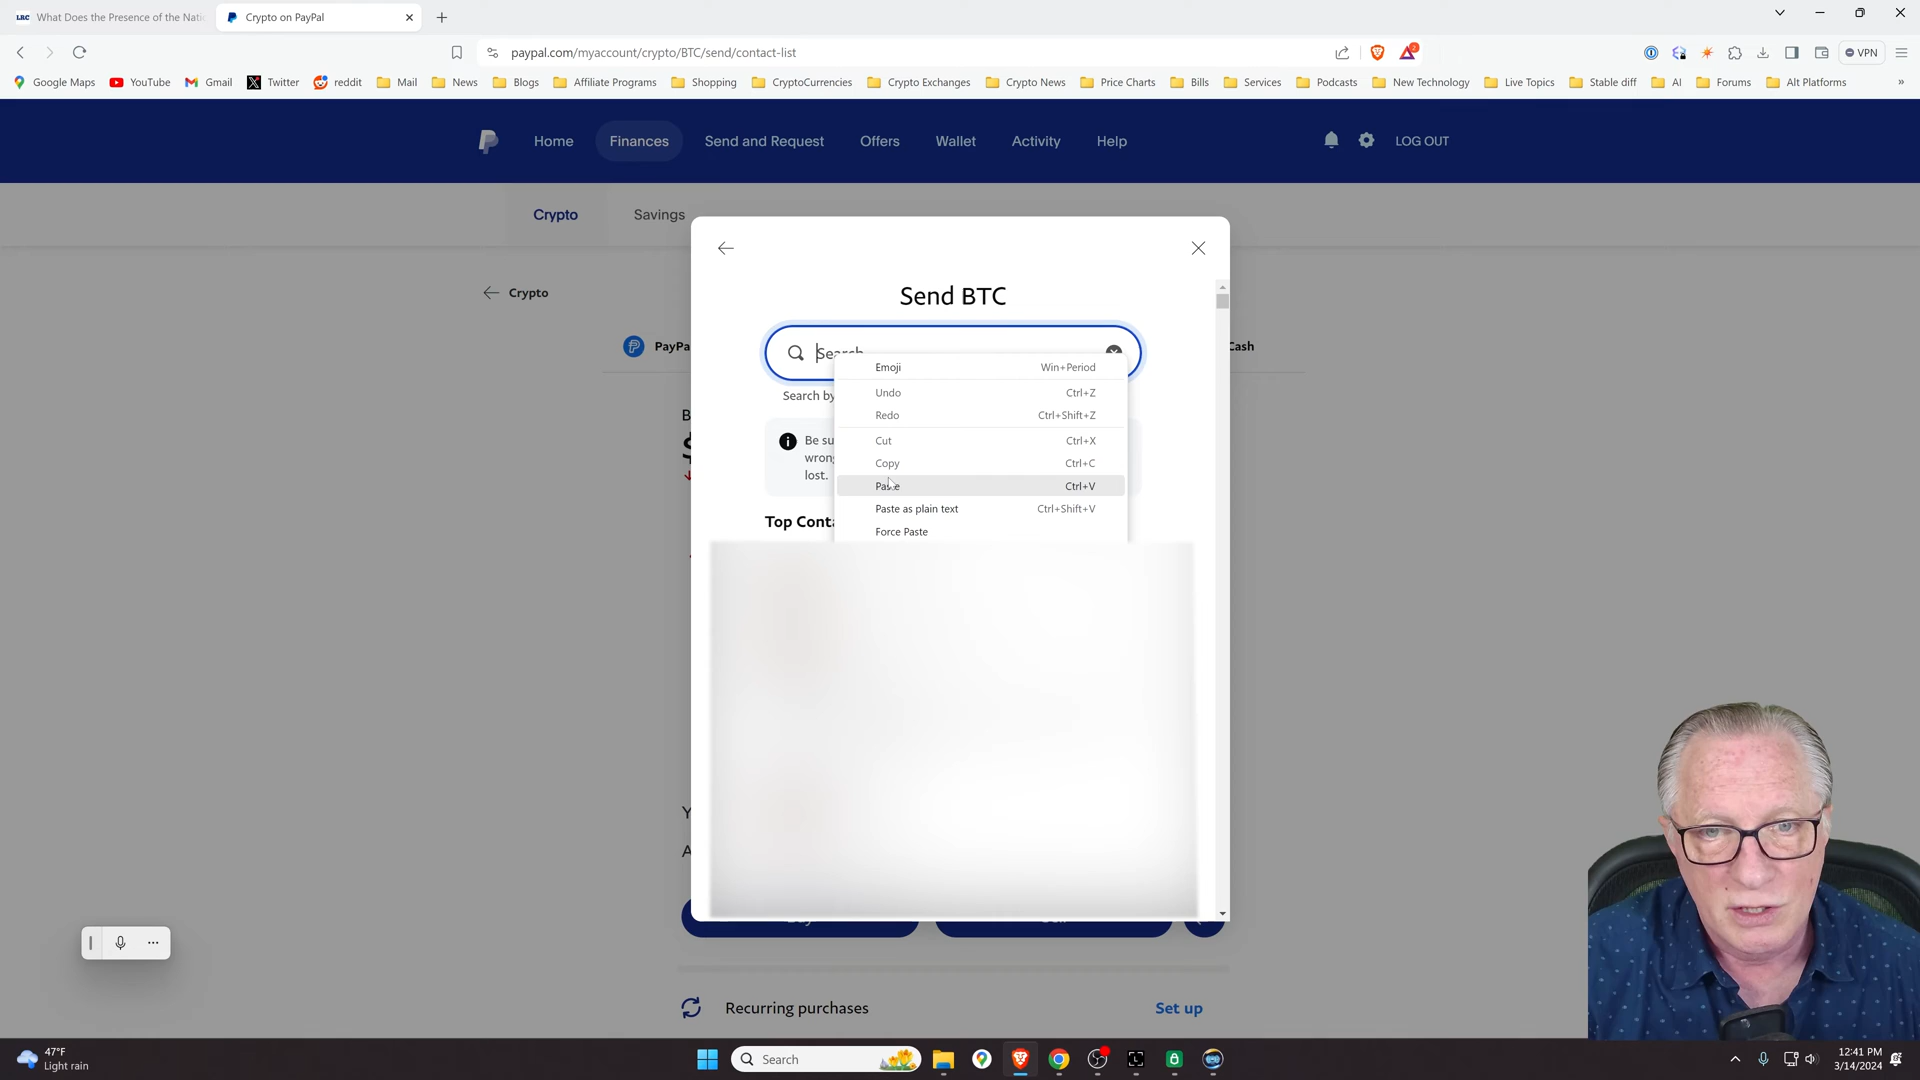 LRC What Does the Presence of the Nati
Crypto on PayPal
paypal.com/myaccount/crypto/BTC/send/contact-list
2
VPN
Google Maps YouTube Gmail Twitter reddit Mail News Blogs Affiliate Programs Shopping CryptoCurrencies Crypto Exchanges Crypto News Price Charts Bills Services Podcasts New Technology Live Topics Stable diff AI Forums Alt Platforms »
Home Finances Send and Request Offers Wallet Activity Help LOG OUT
Crypto Savings
Crypto
Send BTC
PayPa
Search
Cash
Emoji Win+Period
Search by
Undo Ctrl+Z
Redo Ctrl+Shift+Z
Be su
Cut Ctrl+X
wrong
Copy Ctrl+C
lost.
Paste Ctrl+V
Paste as plain text Ctrl+Shift+V
Top Conta
Force Paste
B
$
Y
A
Recurring purchases Set up
47°F
Light rain
Search
12:41 PM
3/14/2024